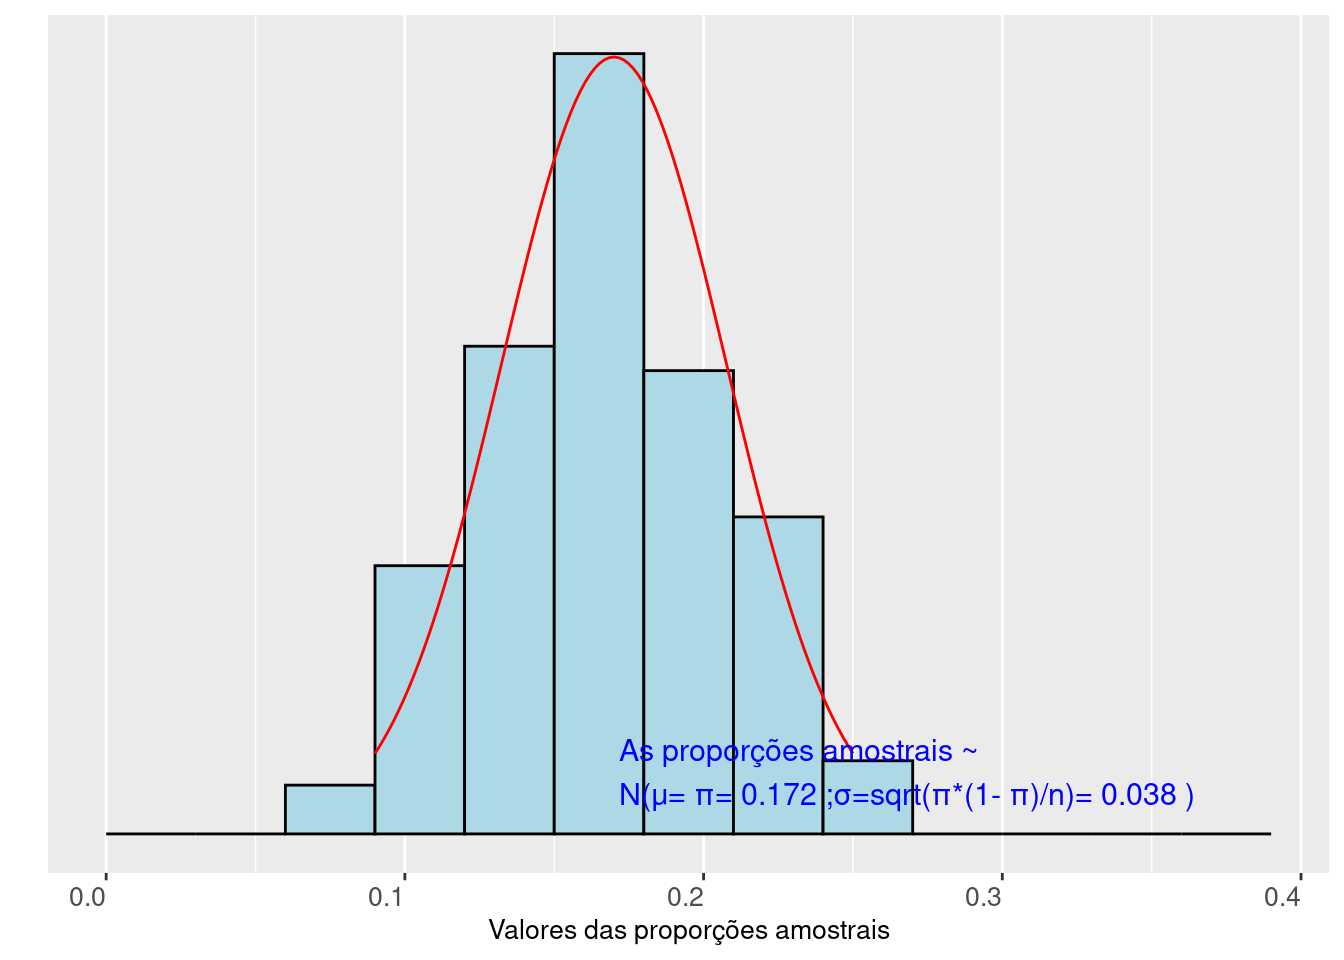 As proporções amostrais ~
N(μ= π= 0.172 ;σ=sqrt(π*(1- π)/n)= 0.038 )
0.0 0.1 0.2 0.3 0.4
Valores das proporções amostrais